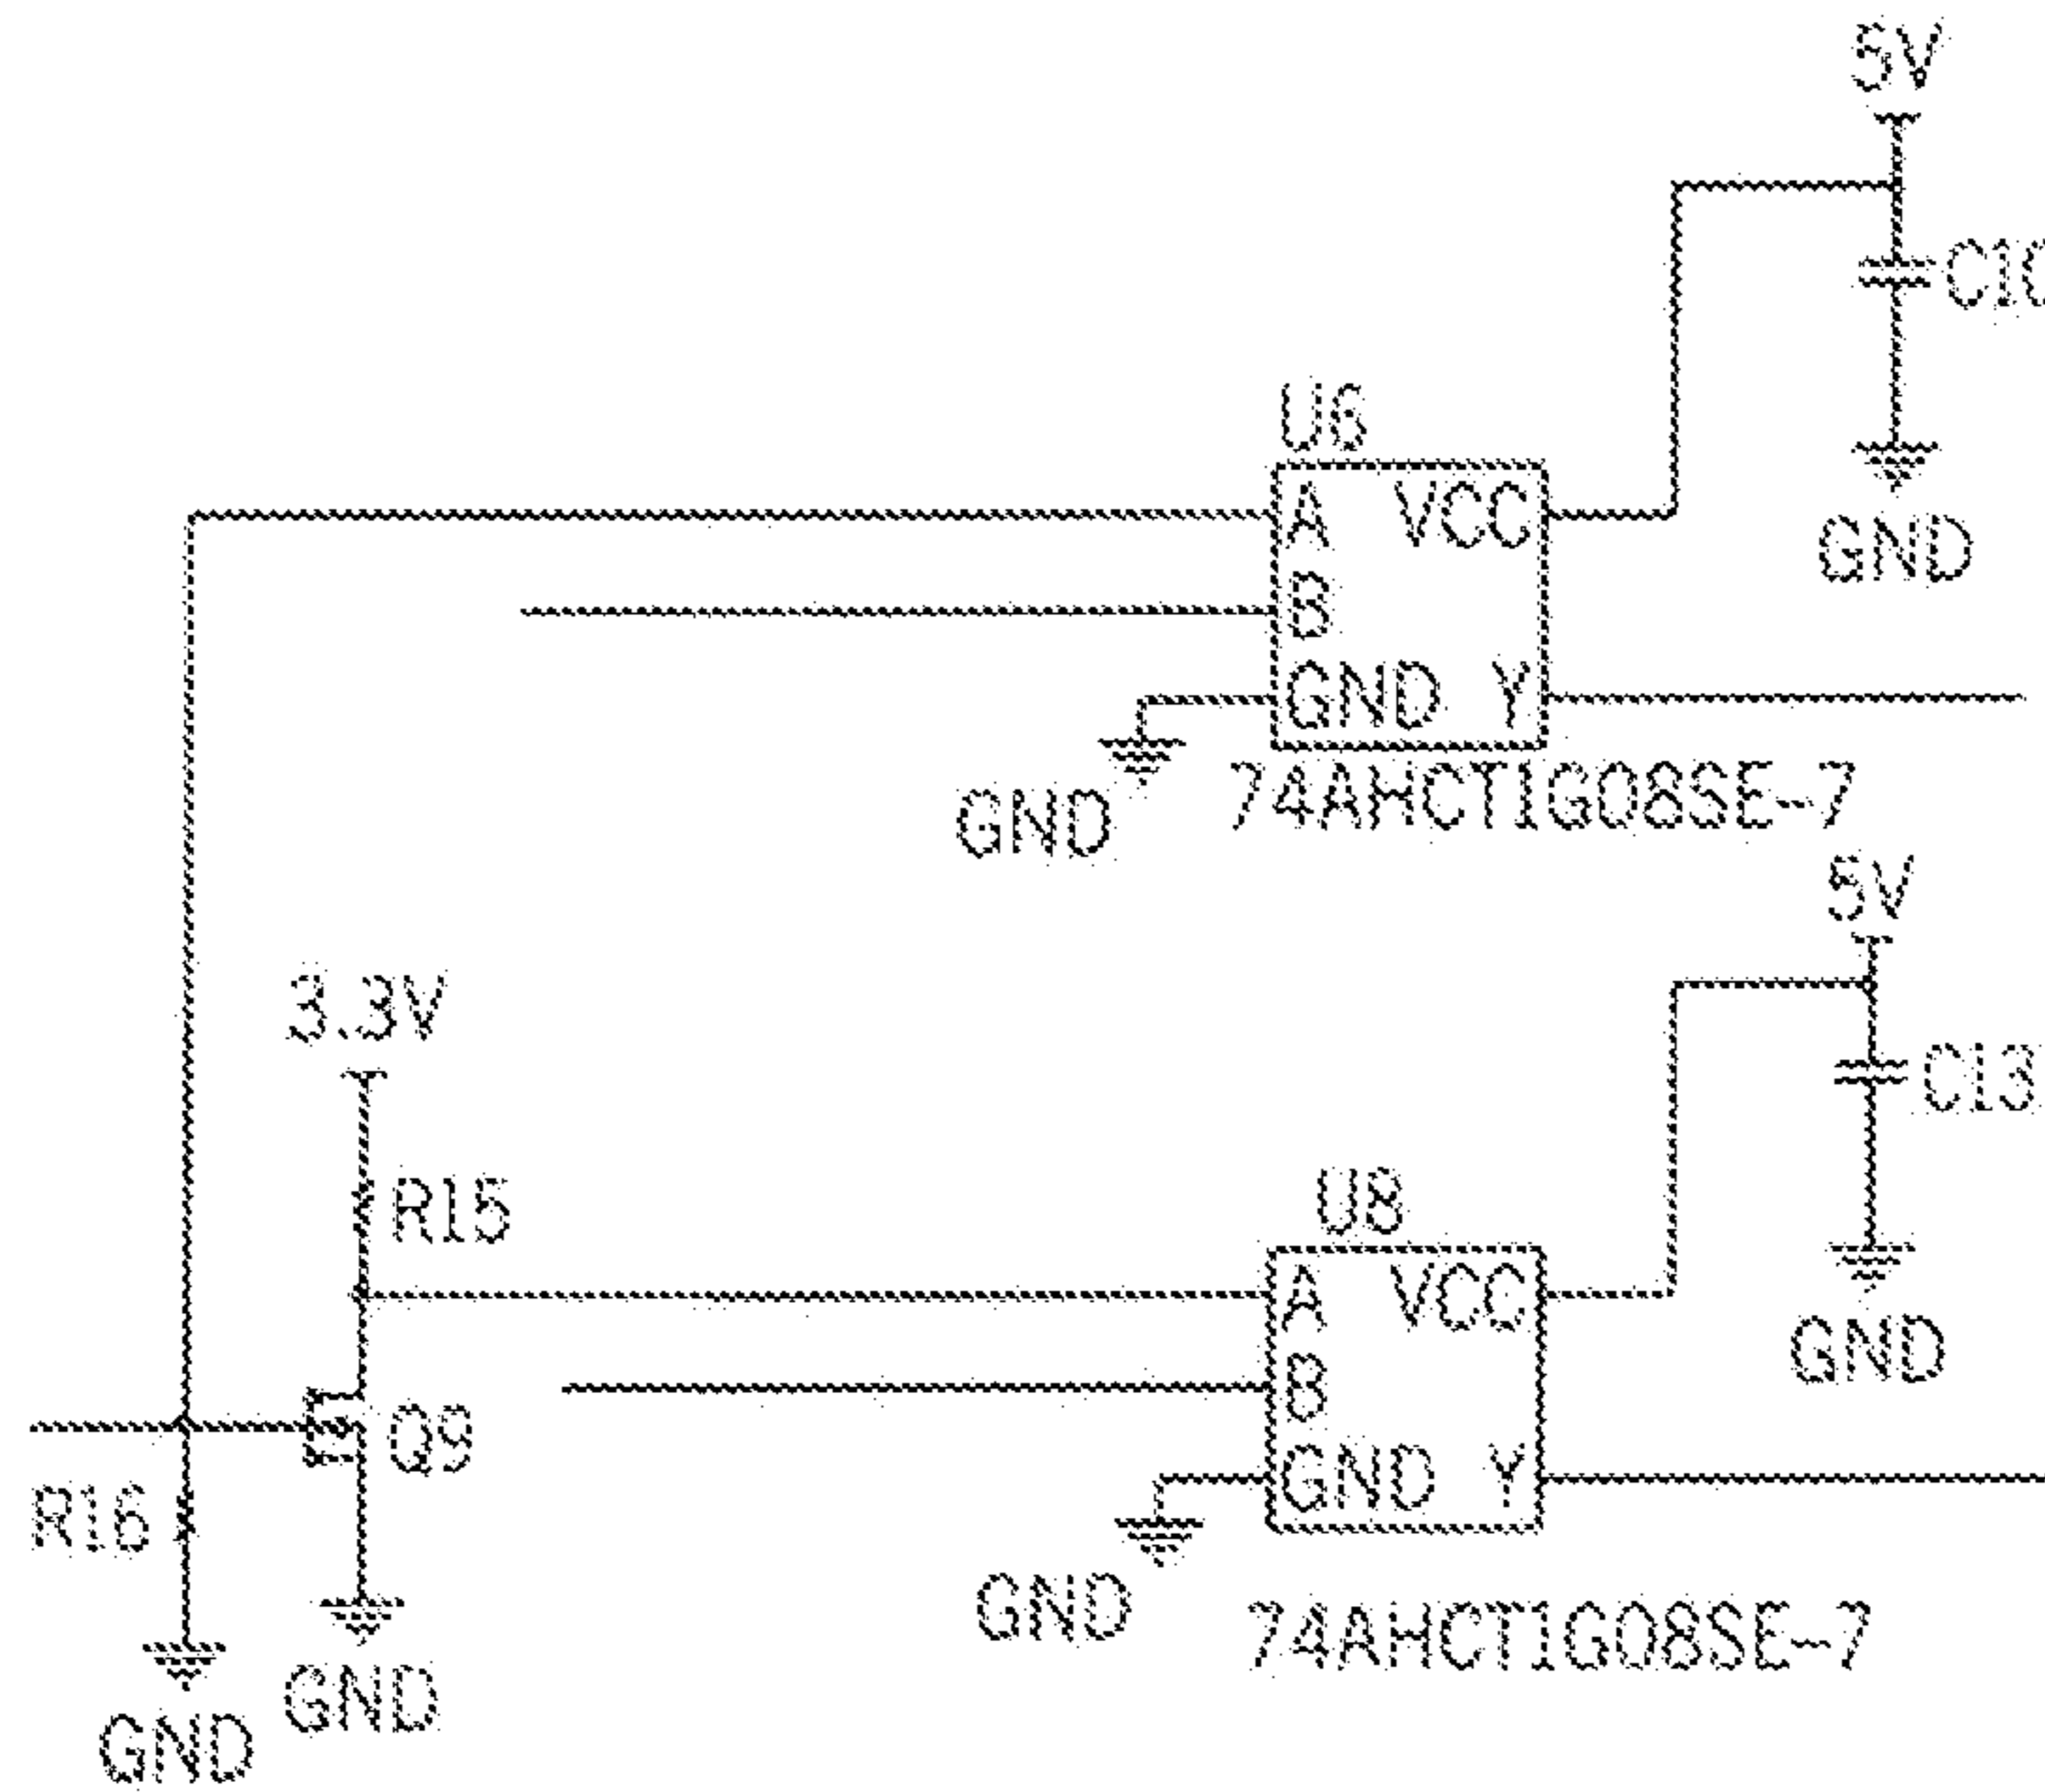 5V
C10
U6
A VCC
B
GND
GND Y
GND
74AHCT1G08SE-7
5V
3.3V
C13
R15
U8
A VCC
GND
B
Q9
GND Y
R16
GND
74AHCT1G08SE-7
GND
GND